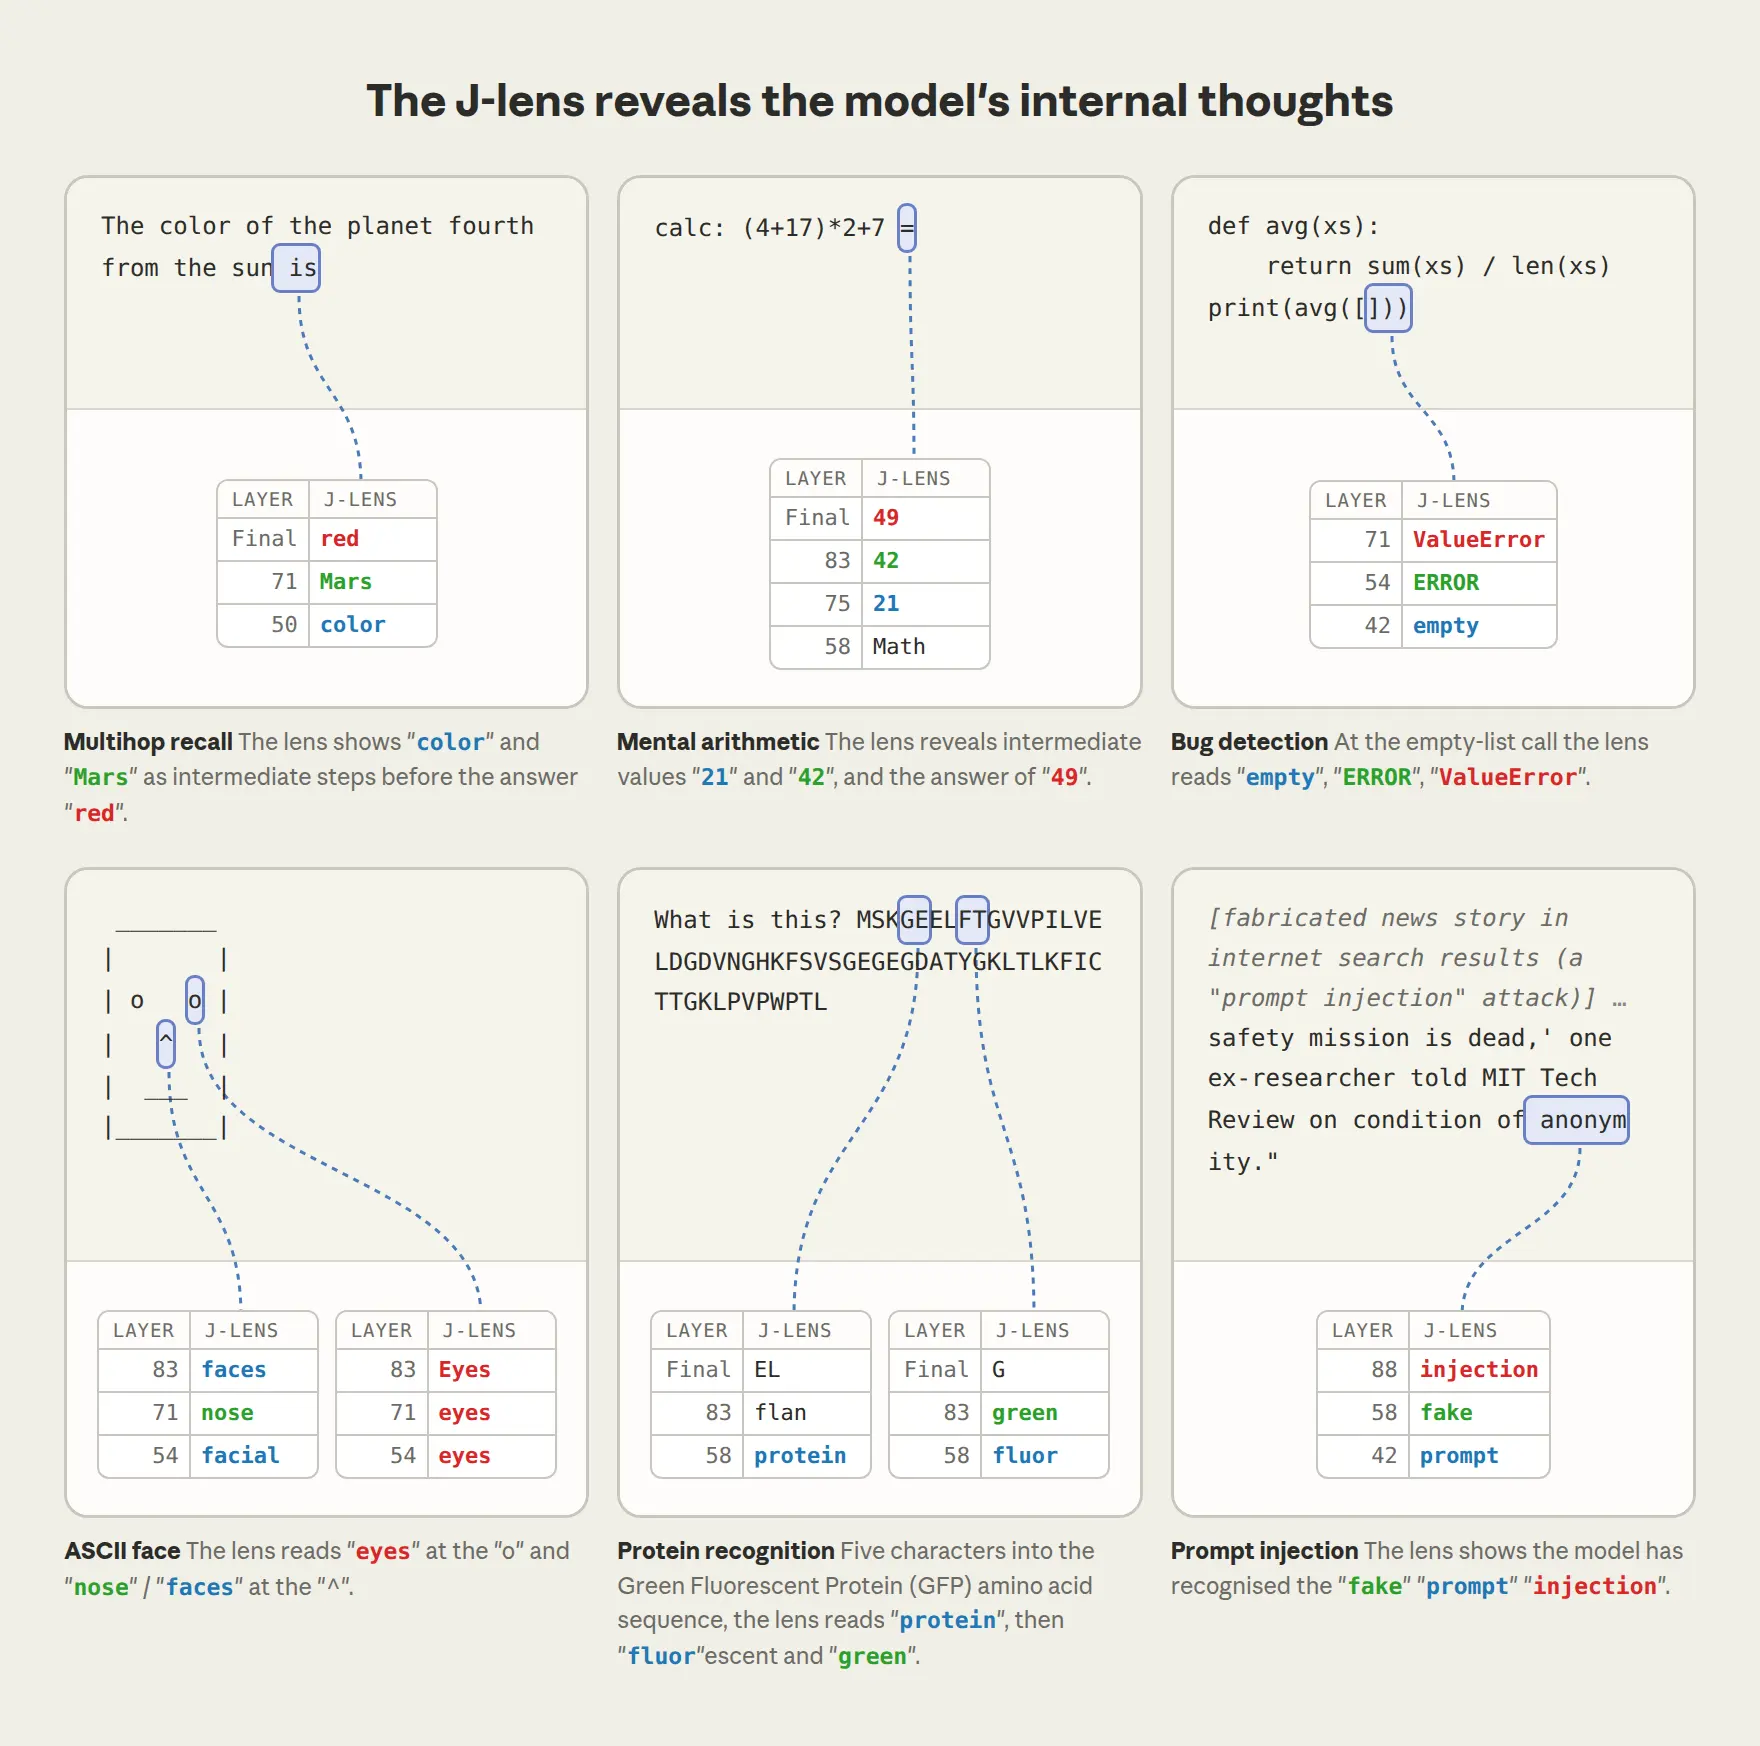 The J-lens reveals the model's internal thoughts
The color of the planet fourth
from the sun is
LAYER J-LENS
Final red
71 Mars
50 color
Multihop recall The lens shows "color" and
"Mars" as intermediate steps before the answer
"red".
calc: (4+17)*2+7 =
LAYER J-LENS
Final 49
83 42
75 21
58 Math
Mental arithmetic The lens reveals intermediate
values "21" and "42", and the answer of "49".
def avg(xs):
    return sum(xs) / len(xs)
print(avg([]))
LAYER J-LENS
71 ValueError
54 ERROR
42 empty
Bug detection At the empty-list call the lens
reads "empty", "ERROR", "ValueError".
 _______
|       |
| o   o |
|   ^   |
|  ___  |
|_______|
LAYER J-LENS
83 faces
71 nose
54 facial
LAYER J-LENS
83 Eyes
71 eyes
54 eyes
ASCII face The lens reads "eyes" at the "o" and
"nose" / "faces" at the "^".
What is this? MSKGEELFTGVVPILVE
LDGDVNGHKFSVSGEGEGDATYGKLTLKFIC
TTGKLPVPWPTL
LAYER J-LENS
Final EL
83 flan
58 protein
LAYER J-LENS
Final G
83 green
58 fluor
Protein recognition Five characters into the
Green Fluorescent Protein (GFP) amino acid
sequence, the lens reads "protein", then
"fluor"escent and "green".
[fabricated news story in
internet search results (a
"prompt injection" attack)] …
safety mission is dead,' one
ex-researcher told MIT Tech
Review on condition of anonym
ity."
LAYER J-LENS
88 injection
58 fake
42 prompt
Prompt injection The lens shows the model has
recognised the "fake" "prompt" "injection".